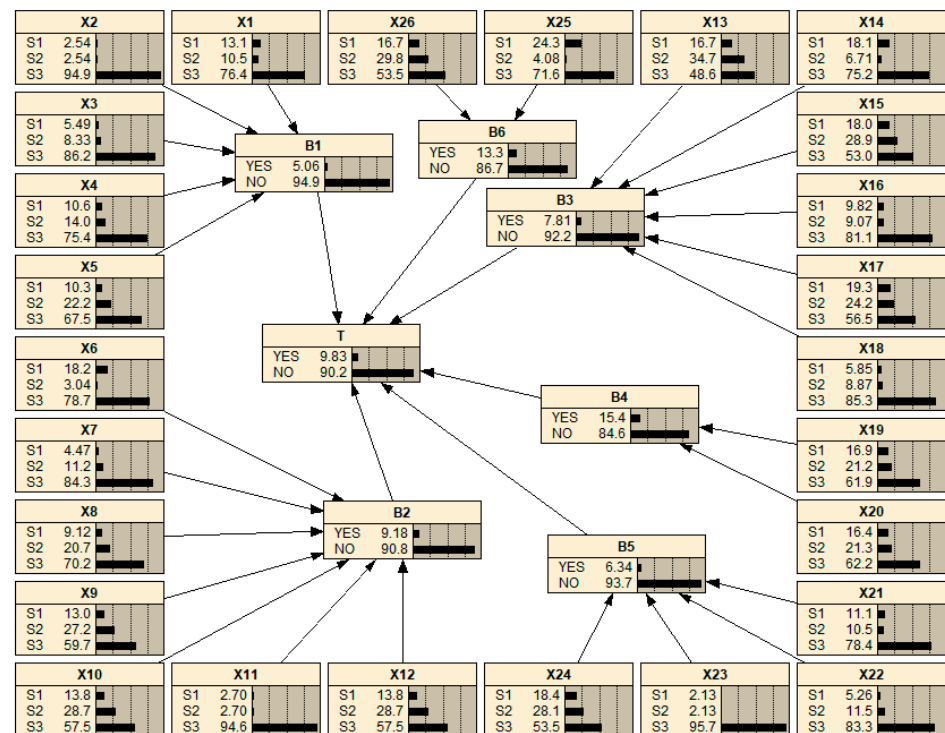 X2
S1 2.54
S2 2.54
S3 94.9
X1
S1 13.1
S2 10.5
S3 76.4
X26
S1 16.7
S2 29.8
S3 53.5
X25
S1 24.3
S2 4.08
S3 71.6
X13
S1 16.7
S2 34.7
S3 48.6
X14
S1 18.1
S2 6.71
S3 75.2
X3
S1 5.49
S2 8.33
S3 86.2
B1
YES 5.06
NO 94.9
B6
YES 13.3
NO 86.7
X15
S1 18.0
S2 28.9
S3 53.0
X4
S1 10.6
S2 14.0
S3 75.4
B3
YES 7.81
NO 92.2
X16
S1 9.82
S2 9.07
S3 81.1
X5
S1 10.3
S2 22.2
S3 67.5
X17
S1 19.3
S2 24.2
S3 56.5
X6
S1 18.2
S2 3.04
S3 78.7
T
YES 9.83
NO 90.2
X18
S1 5.85
S2 8.87
S3 85.3
X7
S1 4.47
S2 11.2
S3 84.3
B4
YES 15.4
NO 84.6
X19
S1 16.9
S2 21.2
S3 61.9
X8
S1 9.12
S2 20.7
S3 70.2
B2
YES 9.18
NO 90.8
B5
YES 6.34
NO 93.7
X20
S1 16.4
S2 21.3
S3 62.2
X9
S1 13.0
S2 27.2
S3 59.7
X21
S1 11.1
S2 10.5
S3 78.4
X10
S1 13.8
S2 28.7
S3 57.5
X11
S1 2.70
S2 2.70
S3 94.6
X12
S1 13.8
S2 28.7
S3 57.5
X24
S1 18.4
S2 28.1
S3 53.5
X23
S1 2.13
S2 2.13
S3 95.7
X22
S1 5.26
S2 11.5
S3 83.3